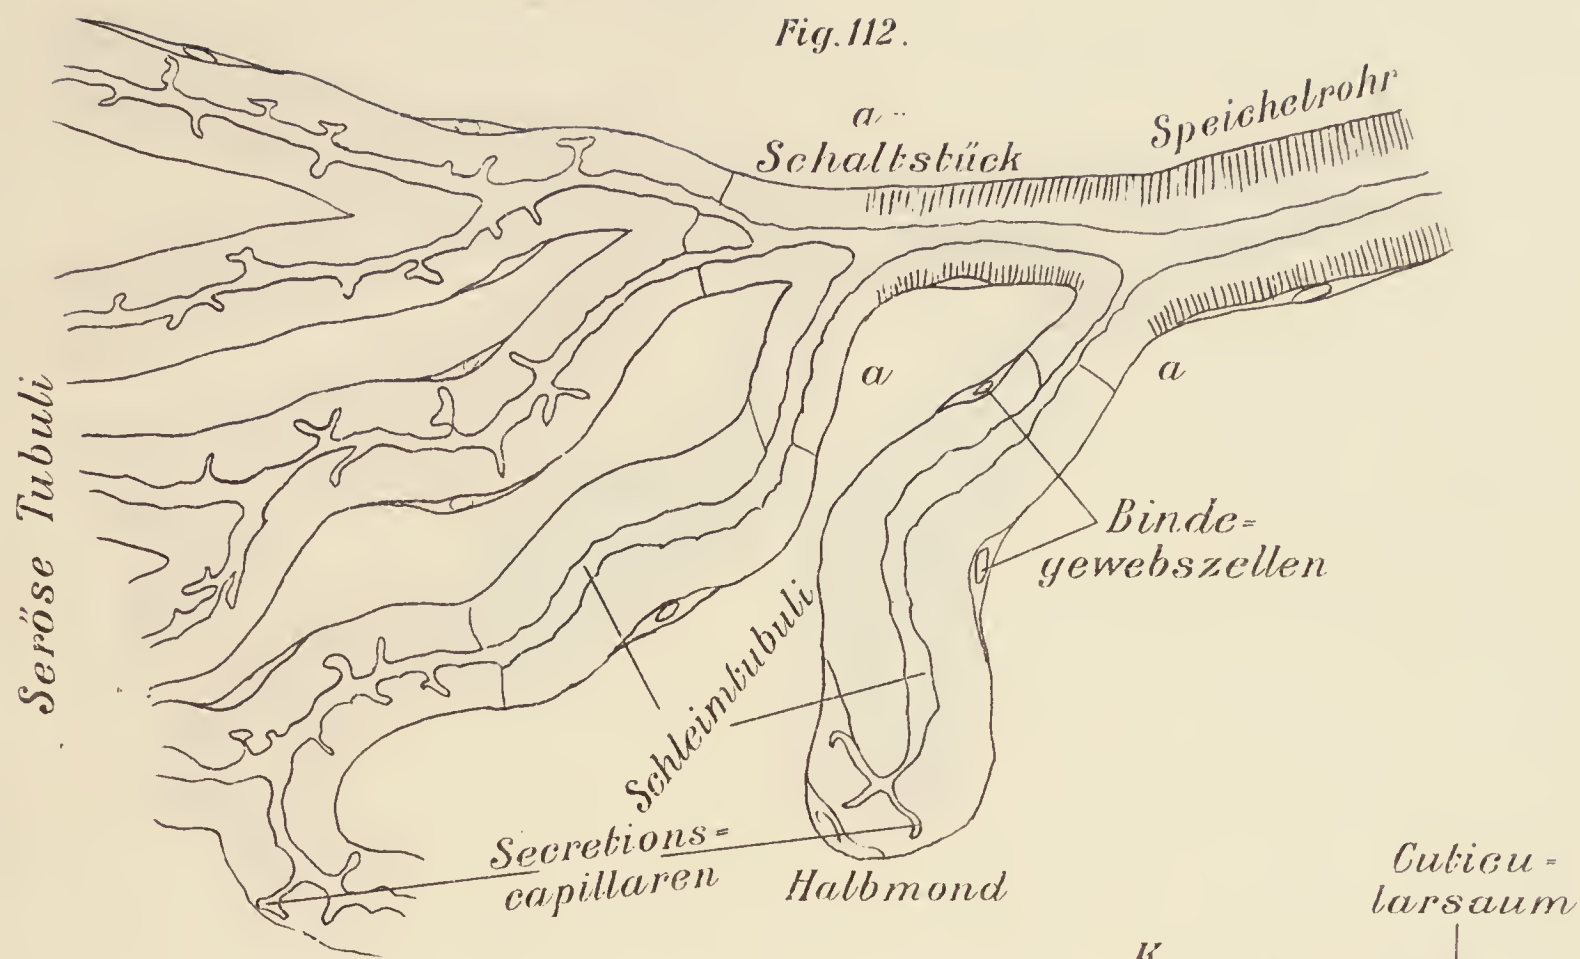 Fig. 112.
a
Schaltstück
Speichelrohr
Seröse Tubuli
a
a
Binde=
gewebszellen
Schleimtubuli
Secretions=
capillaren
Halbmond
Cuticu=
larsaum
K